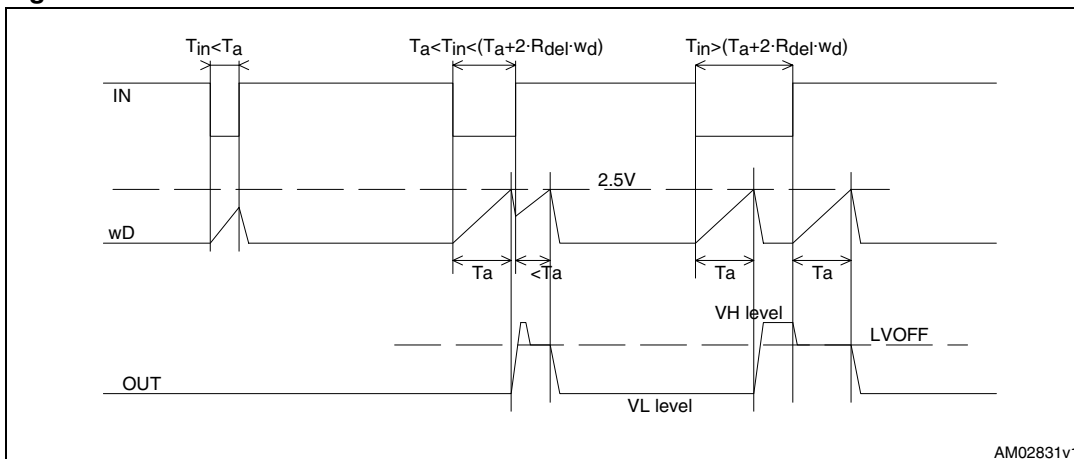 Tin<Ta
Ta<Tin<(Ta+2·Rdel·wd)
Tin>(Ta+2·Rdel·wd)
IN
2.5V
wD
Ta
<Ta
Ta
Ta
VH level
LVOFF
OUT
VL level
AM02831v1